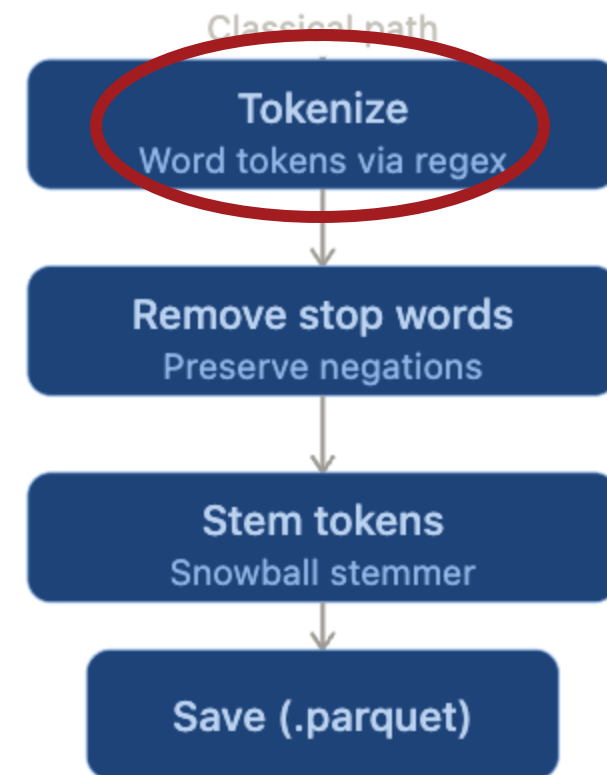 Classical path
Tokenize
Word tokens via regex
Remove stop words
Preserve negations
Stem tokens
Snowball stemmer
Save (.parquet)